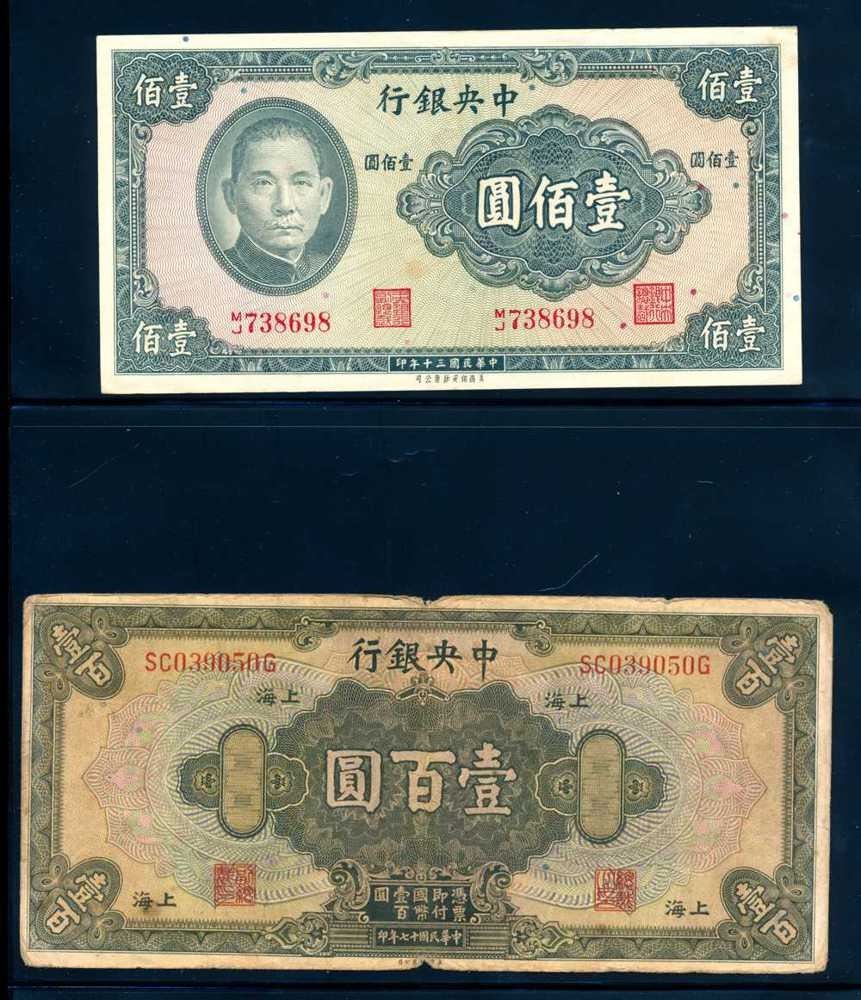 壹佰
壹佰
中央銀行
壹佰圓
壹佰圓
壹佰圓
M/J738698
M/J738698
壹佰
壹佰
中華民國三十年印
壹百
壹百
SC039050G
中央銀行
SC039050G
上海
上海
壹百圓
上海
上海
憑票即付國幣壹百圓
壹百
壹百
中華民國十七年印